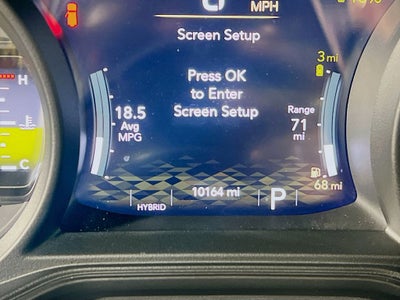 MPH
Screen Setup
3 mi
H
Press OK
to Enter
Screen Setup
18.5
Avg
MPG
Range
71
mi
C
68 mi
10164 mi
P
HYBRID